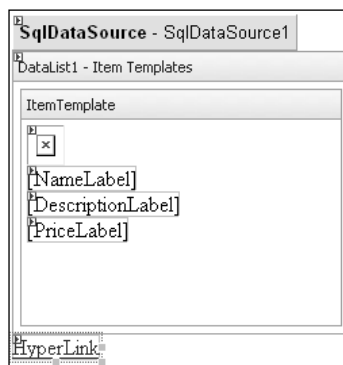 SqlDataSource - SqlDataSource1
DataList1 - Item Templates
ItemTemplate
[NameLabel]
[DescriptionLabel]
[PriceLabel]
HyperLink